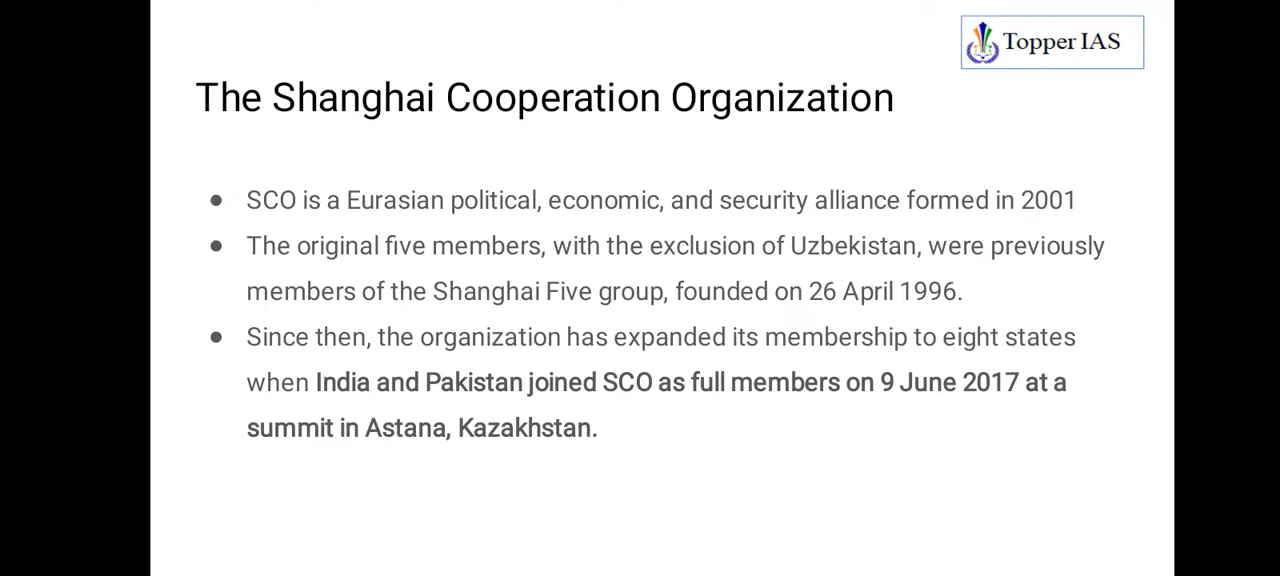 Topper IAS
The Shanghai Cooperation Organization
● SCO is a Eurasian political, economic, and security alliance formed in 2001
● The original five members, with the exclusion of Uzbekistan, were previously
members of the Shanghai Five group, founded on 26 April 1996.
● Since then, the organization has expanded its membership to eight states
when India and Pakistan joined SCO as full members on 9 June 2017 at a
summit in Astana, Kazakhstan.